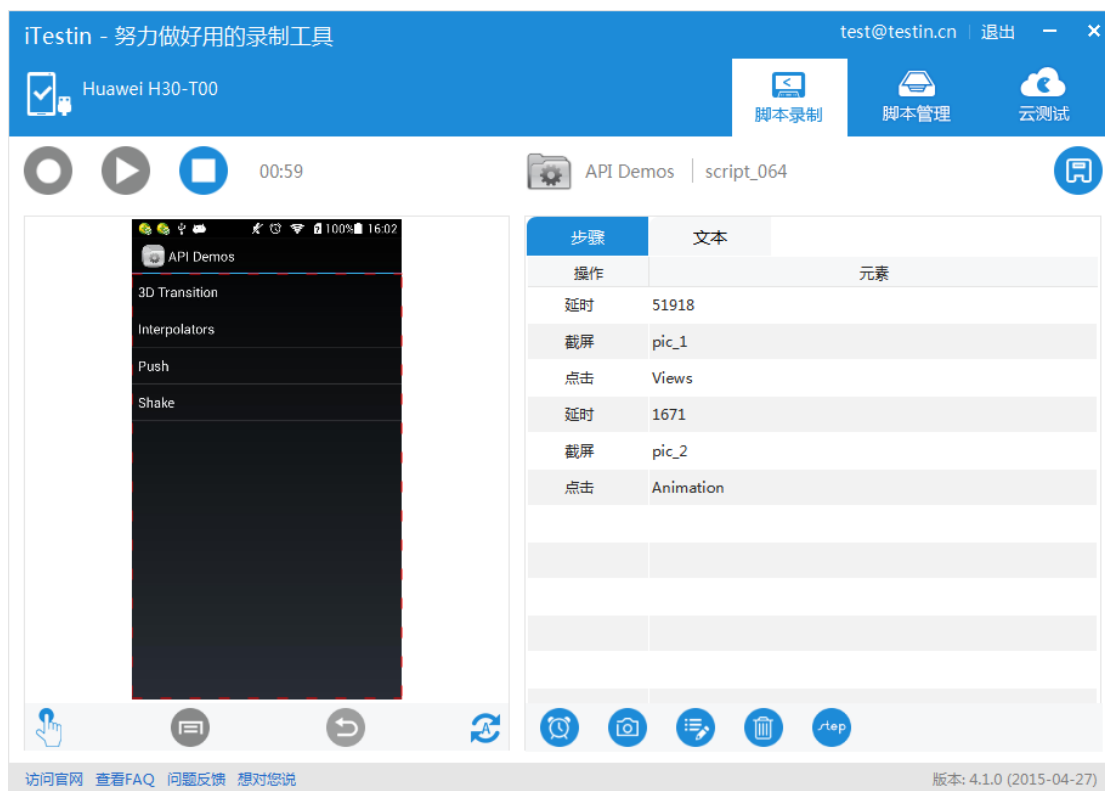 iTestin - 努力做好用的录制工具
test@testin.cn | 退出
Huawei H30-T00
脚本录制 脚本管理 云测试
00:59
API Demos | script_064
100% 16:02
API Demos
3D Transition
Interpolators
Push
Shake
步骤 文本
操作 元素
延时 51918
截屏 pic_1
点击 Views
延时 1671
截屏 pic_2
点击 Animation
A
step
访问官网 查看FAQ 问题反馈 想对您说
版本: 4.1.0 (2015-04-27)